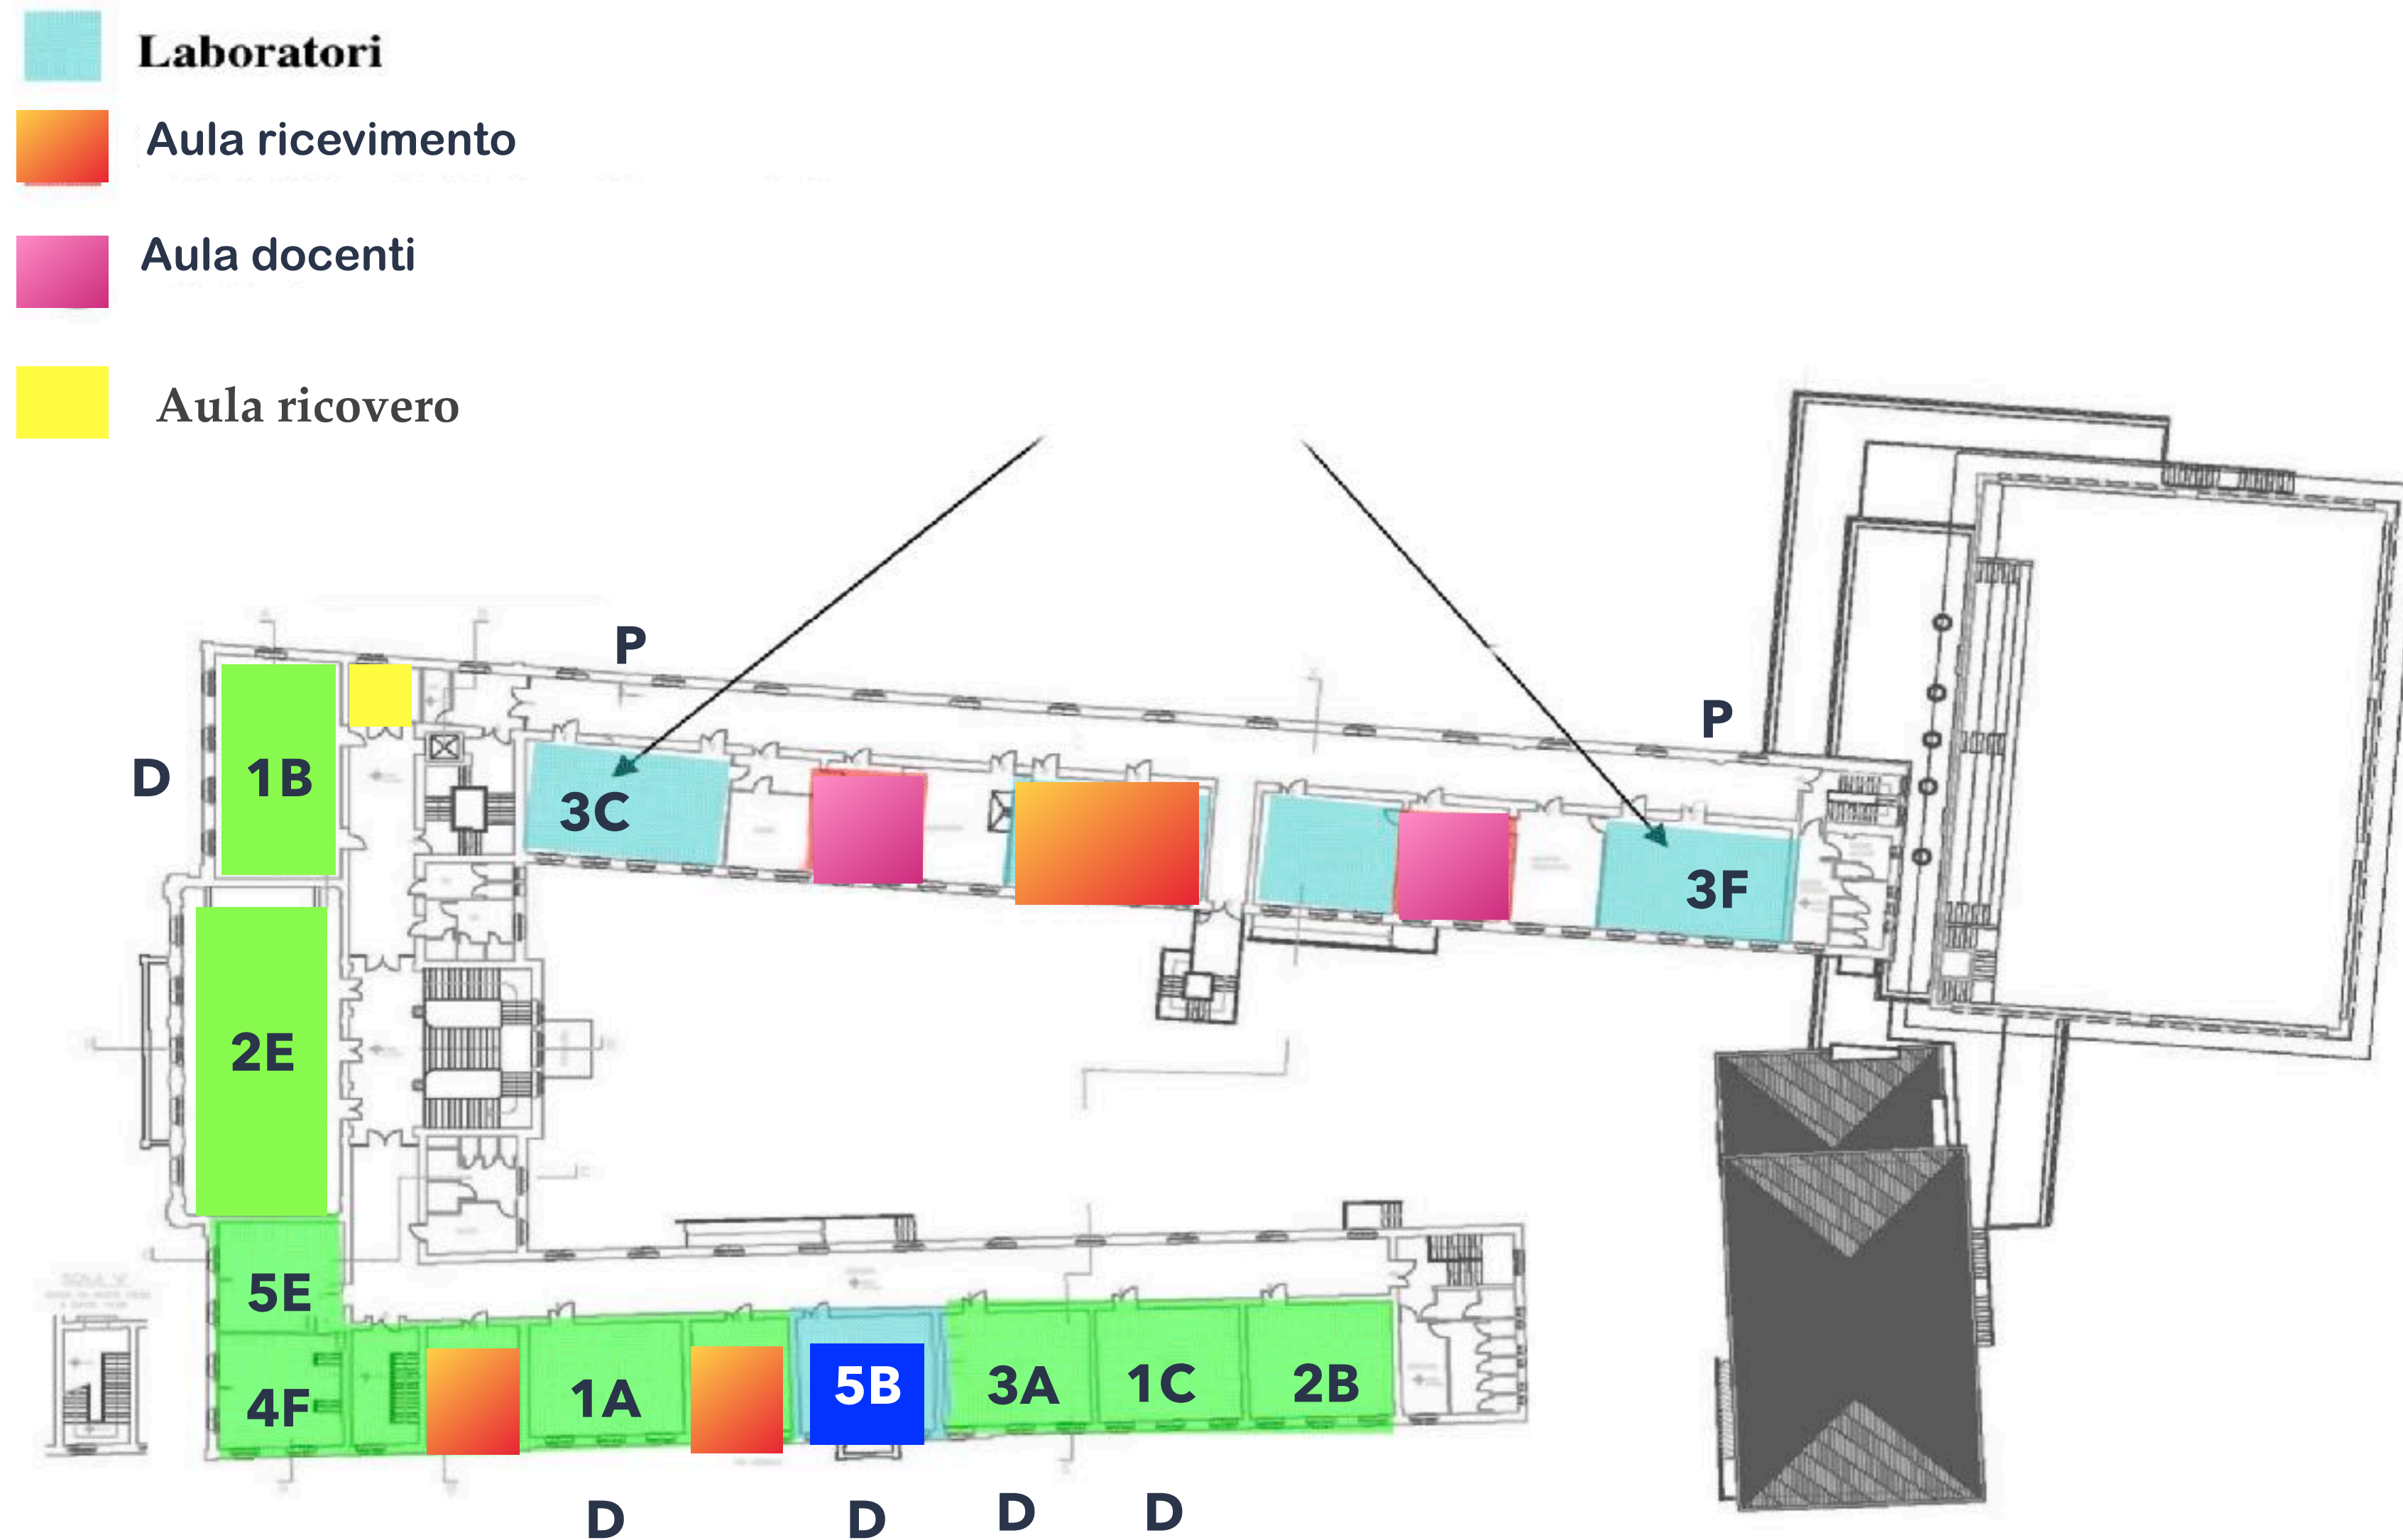 Laboratori
Aula ricevimento
Aula docenti
Aula ricovero
P
P
D
1B
3C
3F
2E
5E
4F
1A
5B
3A
1C
2B
D
D
D
D